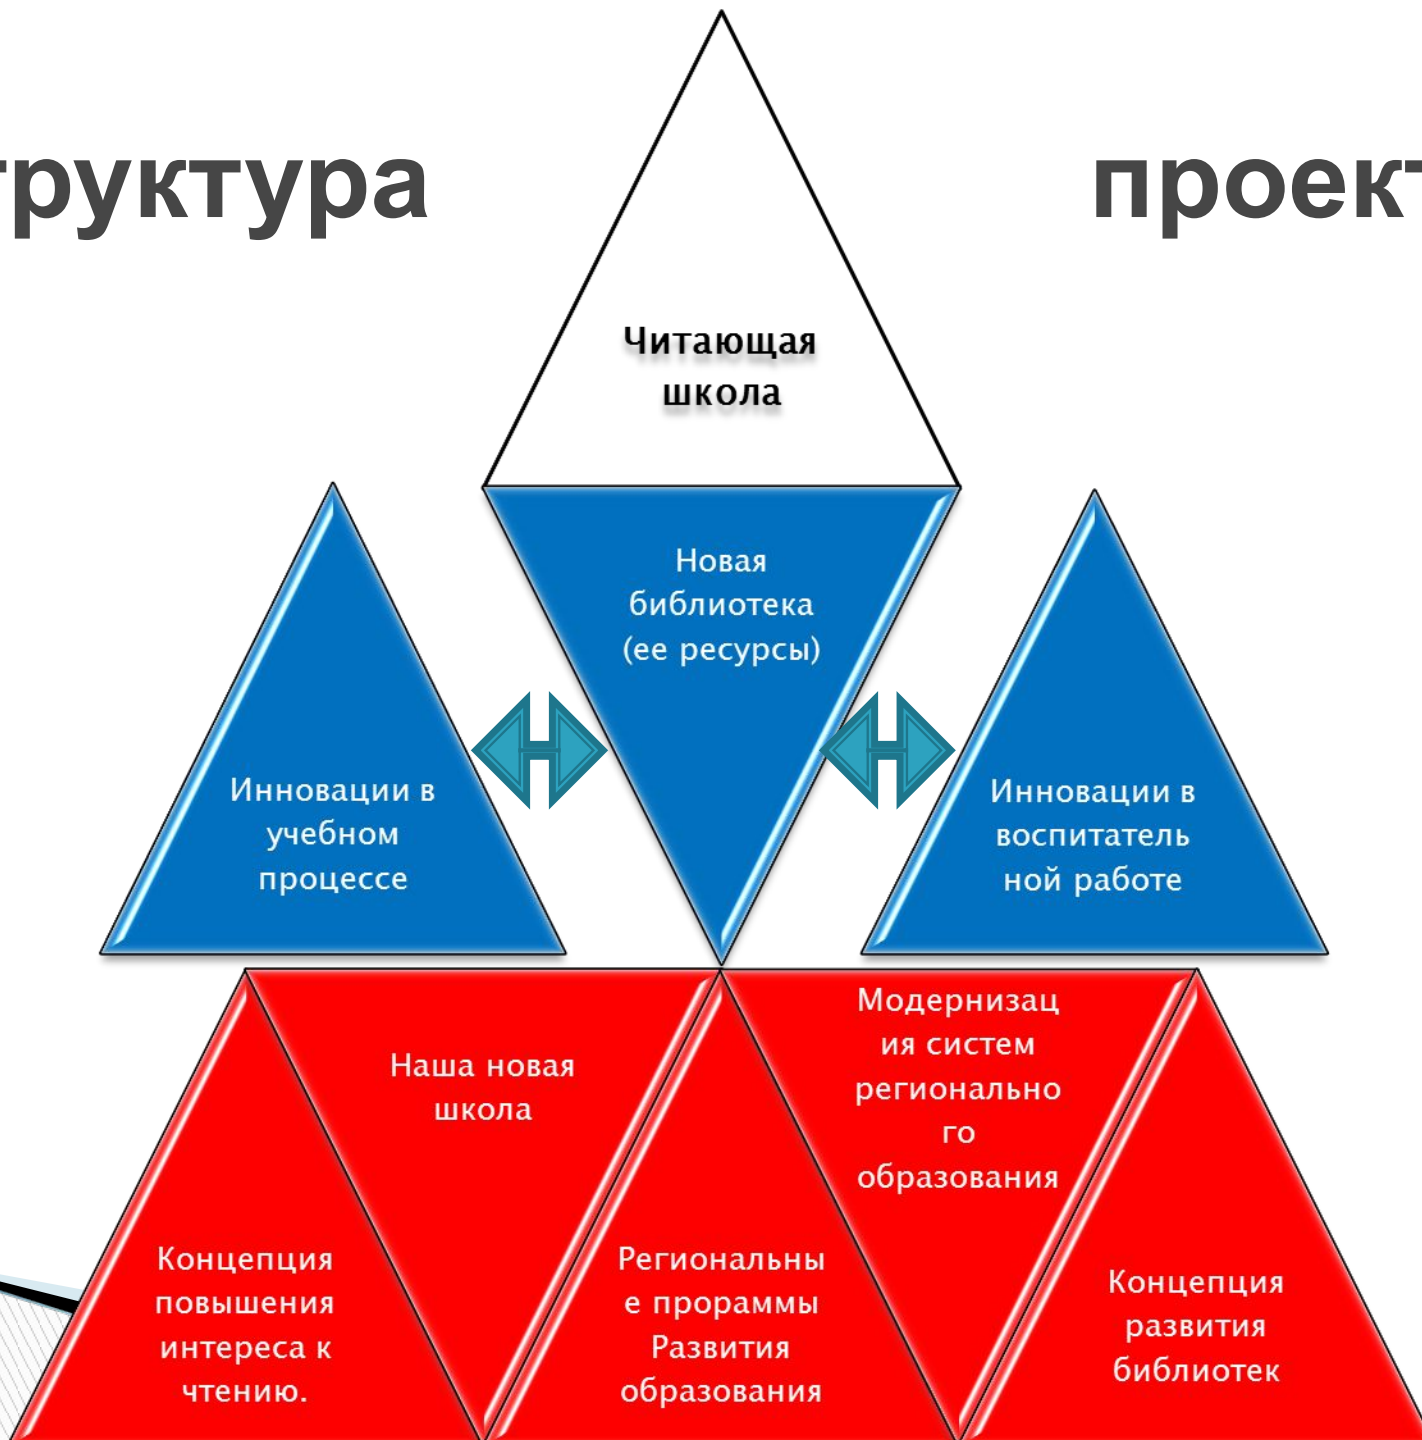 труктура
проект
Читающая
школа
Новая
библиотека
(ее ресурсы)
Инновации в
учебном
процессе
Инновации в
воспитатель
ной работе
Наша новая
школа
Модернизац
ия систем
регионально
го
образования
Концепция
повышения
интереса к
чтению.
Региональны
е прораммы
Развития
образования
Концепция
развития
библиотек